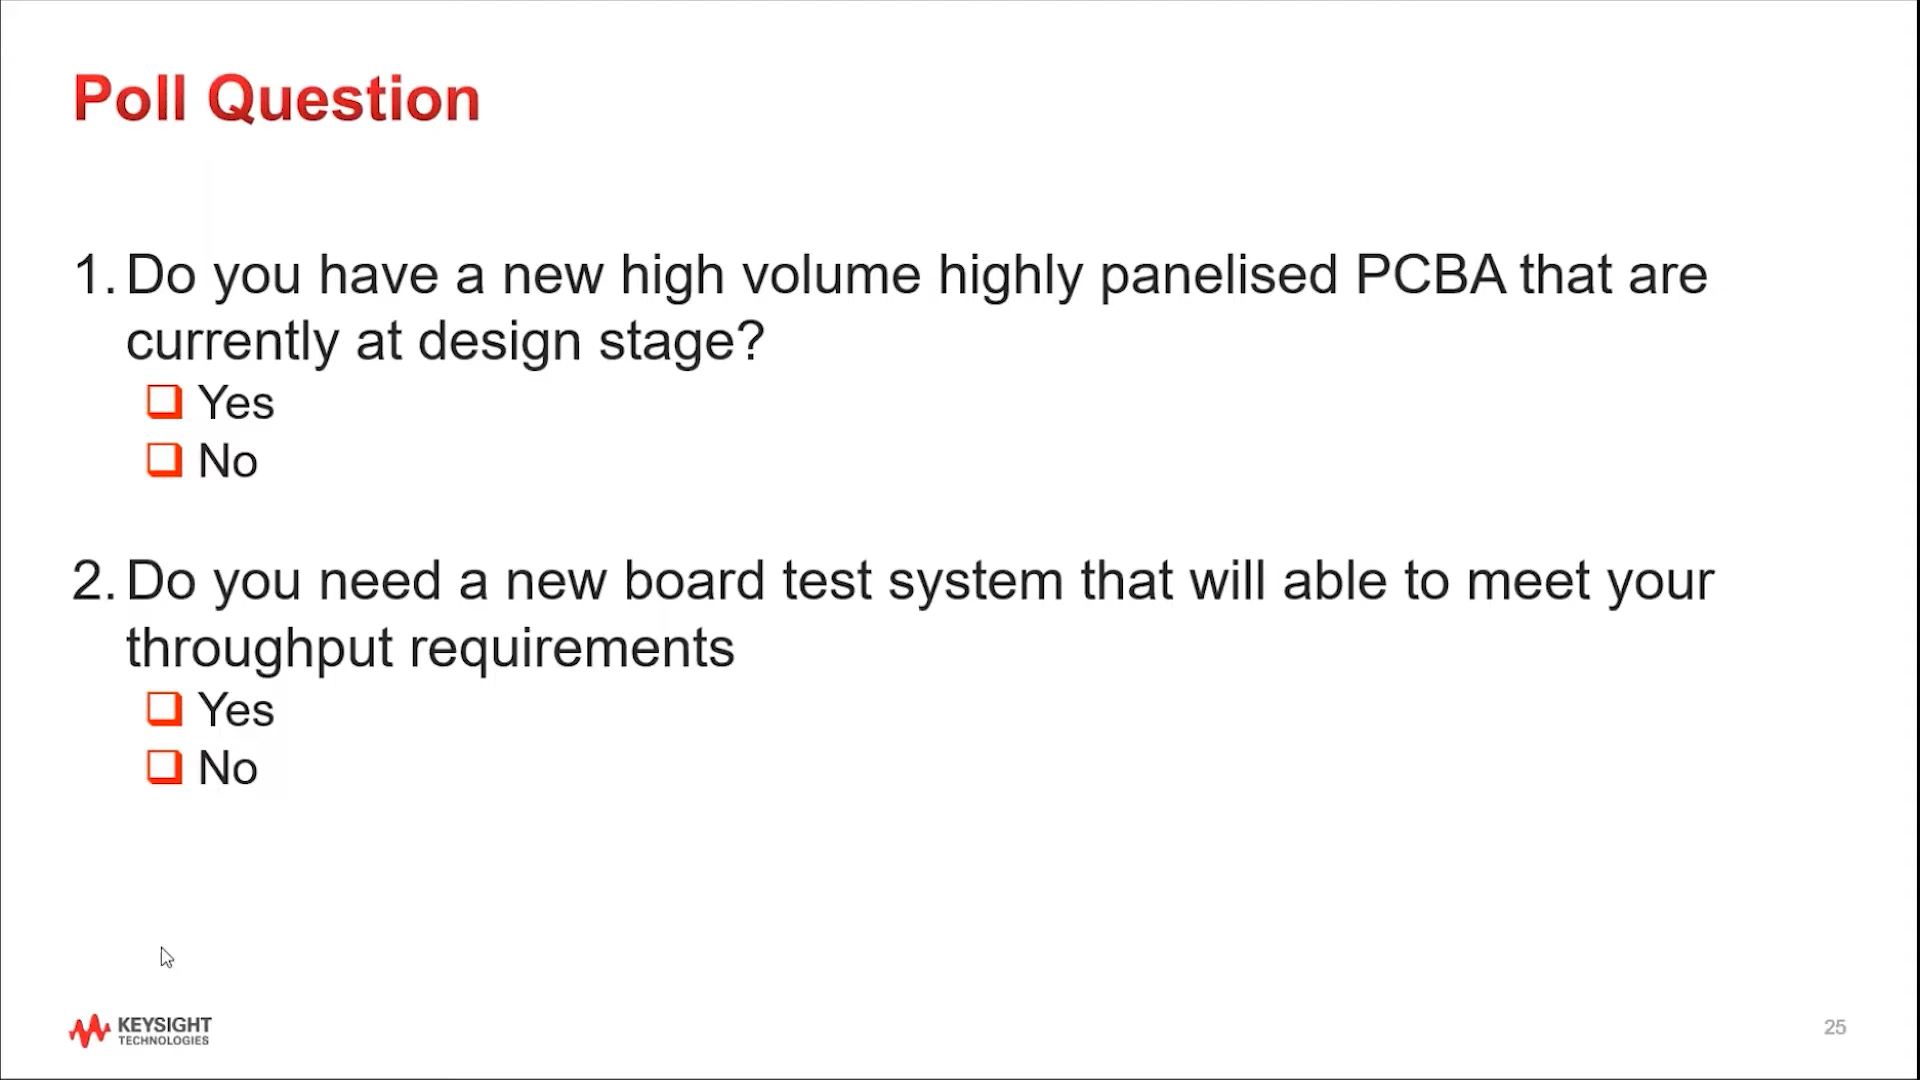 Poll Question
1. Do you have a new high volume highly panelised PCBA that are
currently at design stage?
Yes
No
2. Do you need a new board test system that will able to meet your
throughput requirements
Yes
No
KEYSIGHT
TECHNOLOGIES
25